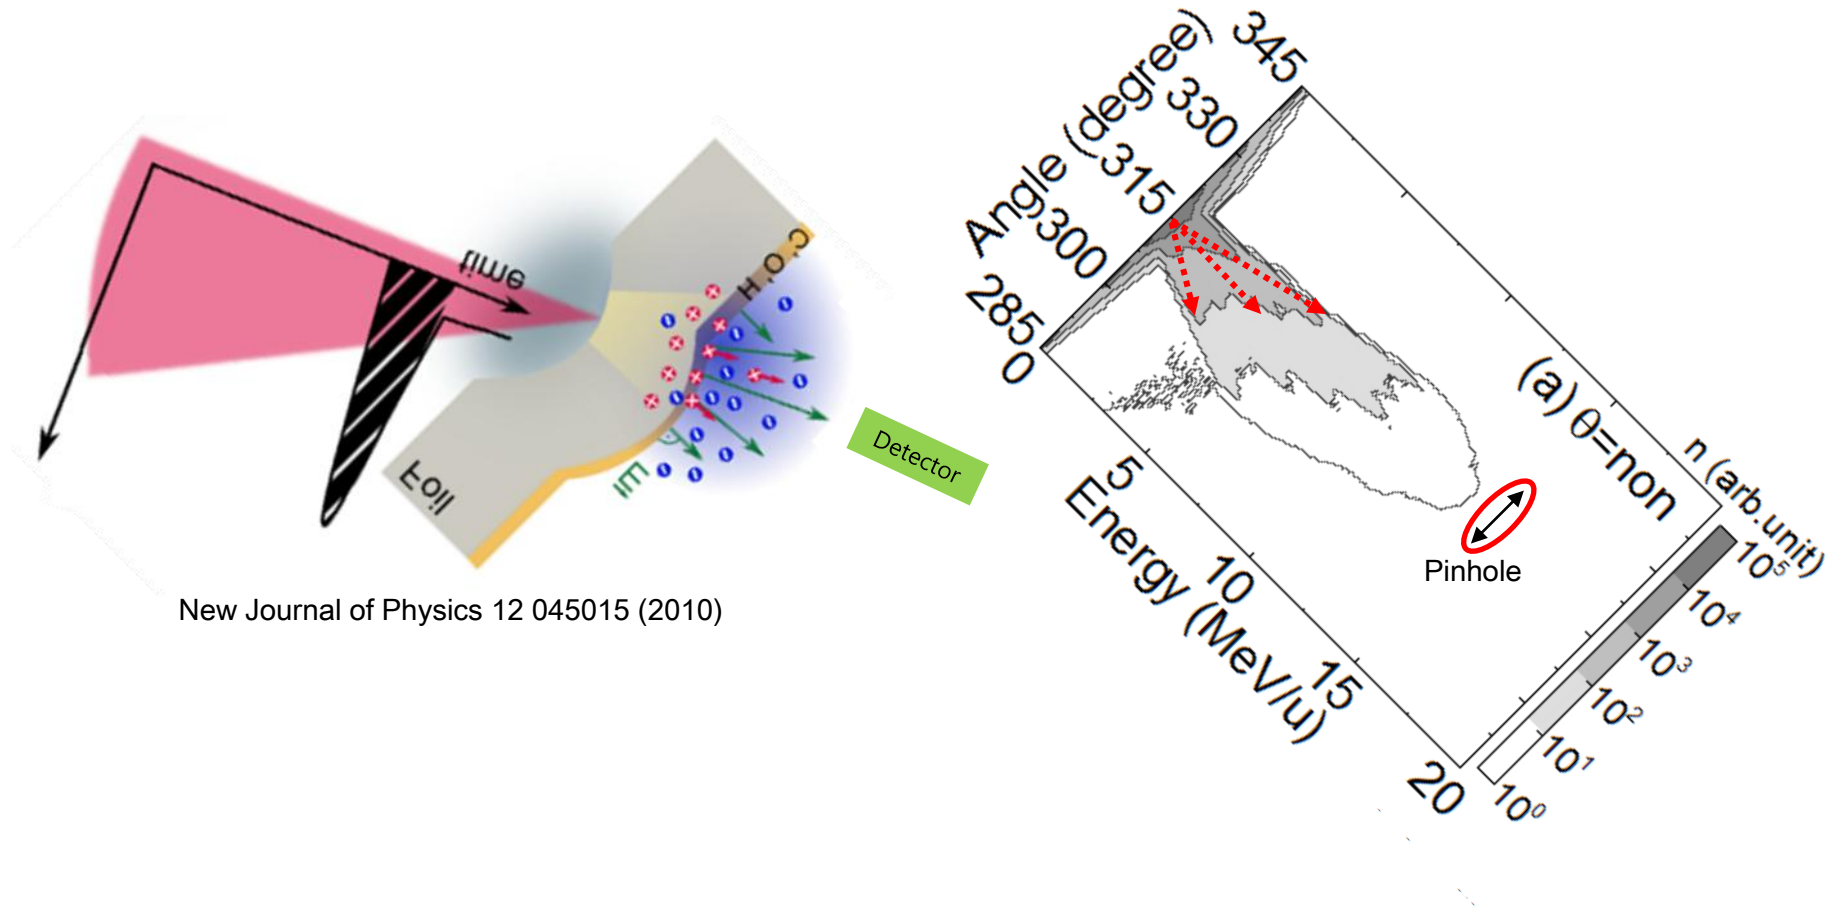 time
C, O, H
Foil
|E|
Detector
New Journal of Physics 12 045015 (2010)
Angle (degree)
345
330
315
300
285
0
5
10
15
20
Energy (MeV/u)
(a) θ=non
Pinhole
n (arb.unit)
10⁵
10⁴
10³
10²
10¹
10⁰